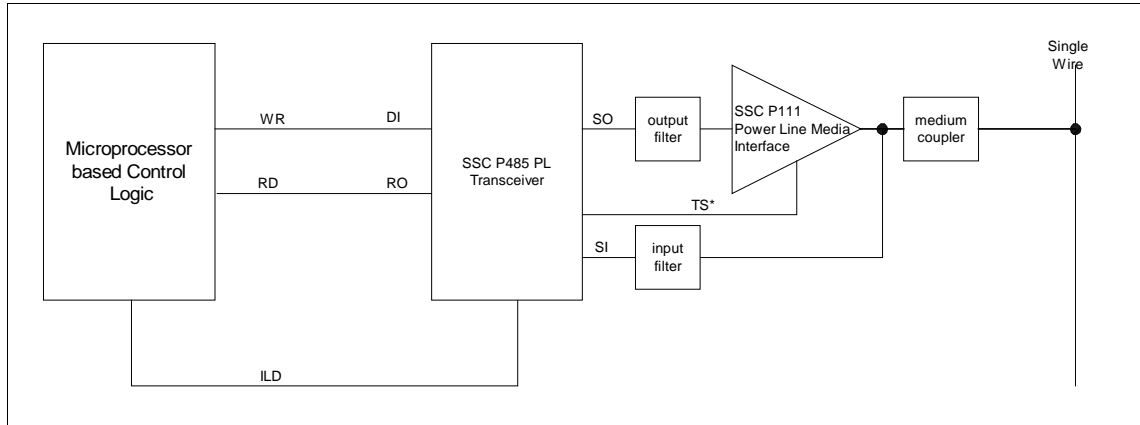 Single
Wire
WR
DI
SO
output
filter
SSC P111
Power Line Media
Interface
medium
coupler
Microprocessor
based Control
Logic
SSC P485 PL
Transceiver
RD
RO
TS*
SI
input
filter
ILD